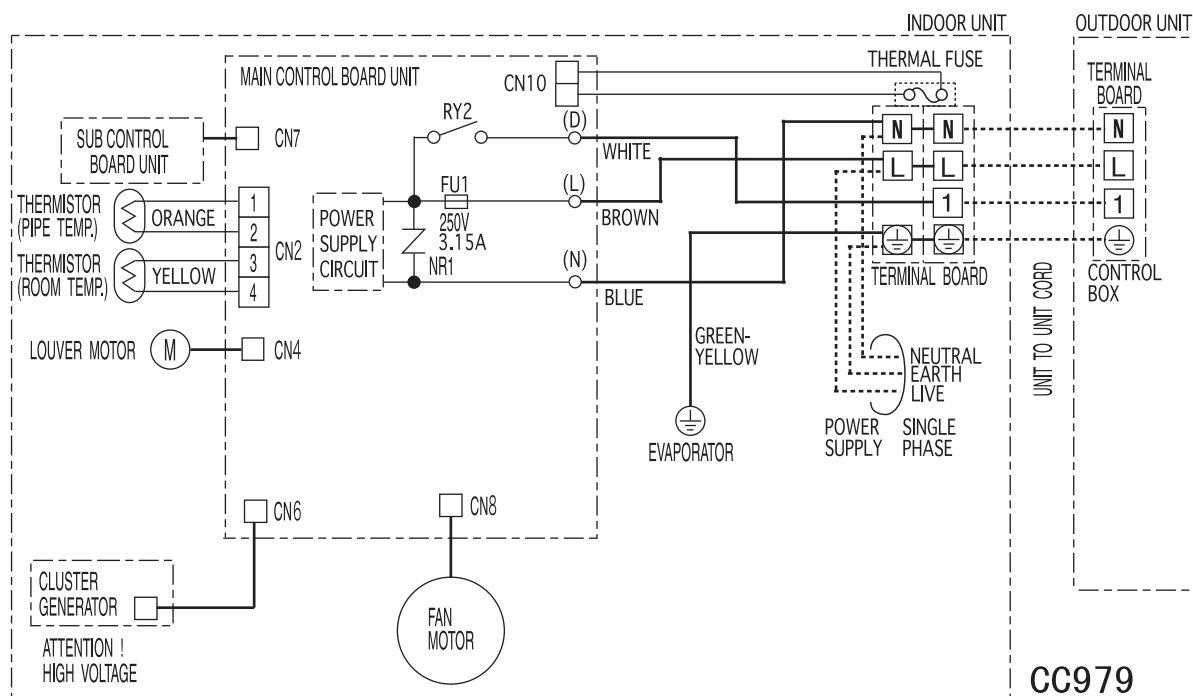 INDOOR UNIT
OUTDOOR UNIT
MAIN CONTROL BOARD UNIT
CN10
THERMAL FUSE
TERMINAL
BOARD
SUB CONTROL
BOARD UNIT
CN7
RY2
(D)
WHITE
N
N
N
L
L
L
THERMISTOR
(PIPE TEMP.)
ORANGE
1
2
CN2
3
4
THERMISTOR
(ROOM TEMP.)
YELLOW
POWER
SUPPLY
CIRCUIT
FU1
250V
3.15A
NR1
(L)
BROWN
(N)
BLUE
1
1
TERMINAL BOARD
CONTROL
BOX
LOUVER MOTOR
M
CN4
GREEN-
YELLOW
EVAPORATOR
NEUTRAL
EARTH
LIVE
POWER
SUPPLY
SINGLE
PHASE
UNIT TO UNIT CORD
CN6
CN8
CLUSTER
GENERATOR
ATTENTION !
HIGH VOLTAGE
FAN
MOTOR
CC979